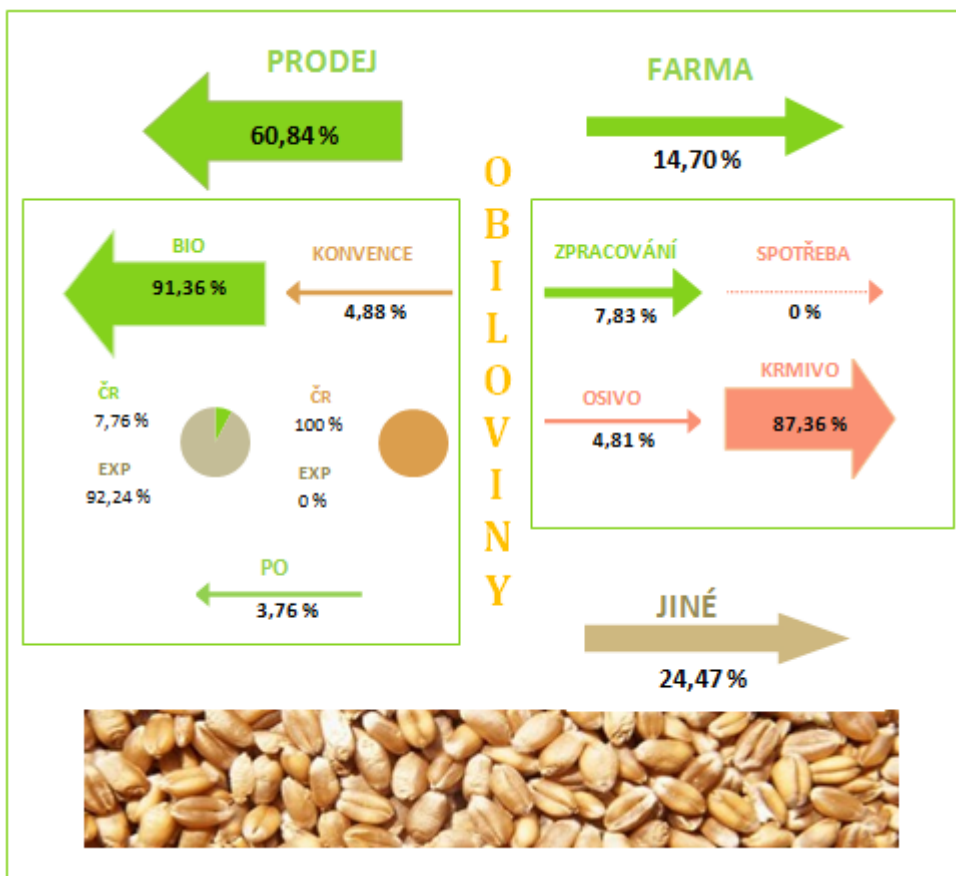 PRODEJ
60,84 %
FARMA
14,70 %
OBILOVINY
BIO
91,36 %
KONVENCE
4,88 %
ČR
7,76 %
EXP
92,24 %
ČR
100 %
EXP
0 %
PO
3,76 %
ZPRACOVÁNÍ
7,83 %
SPOTŘEBA
0 %
OSIVO
4,81 %
KRMIVO
87,36 %
JINÉ
24,47 %